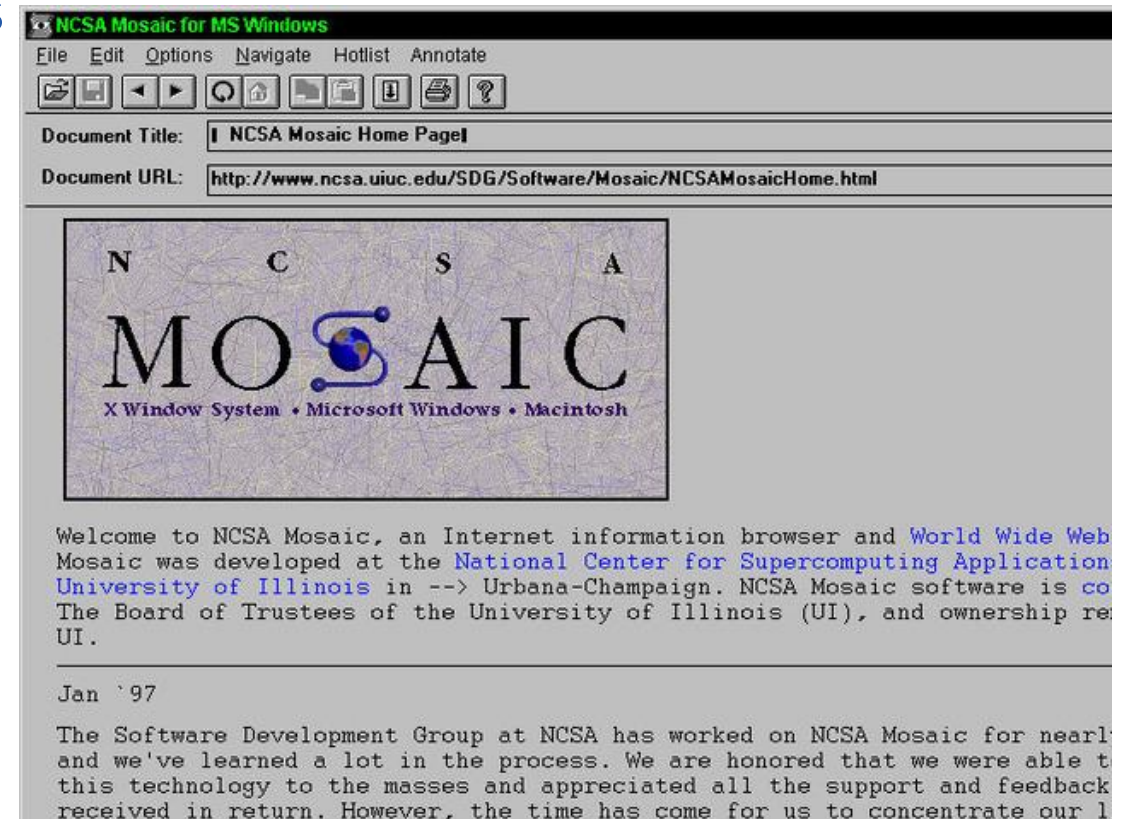 NCSA Mosaic for MS Windows
File Edit Options Navigate Hotlist Annotate
Document Title: NCSA Mosaic Home Page
Document URL: http://www.ncsa.uiuc.edu/SDG/Software/Mosaic/NCSAMosaicHome.html
N C S A
MOSAIC
X Window System • Microsoft Windows • Macintosh
Welcome to NCSA Mosaic, an Internet information browser and World Wide Web
Mosaic was developed at the National Center for Supercomputing Application
University of Illinois in --> Urbana-Champaign. NCSA Mosaic software is co
The Board of Trustees of the University of Illinois (UI), and ownership re
UI.
Jan `97
The Software Development Group at NCSA has worked on NCSA Mosaic for nearl
and we've learned a lot in the process. We are honored that we were able t
this technology to the masses and appreciated all the support and feedback
received in return. However, the time has come for us to concentrate our l